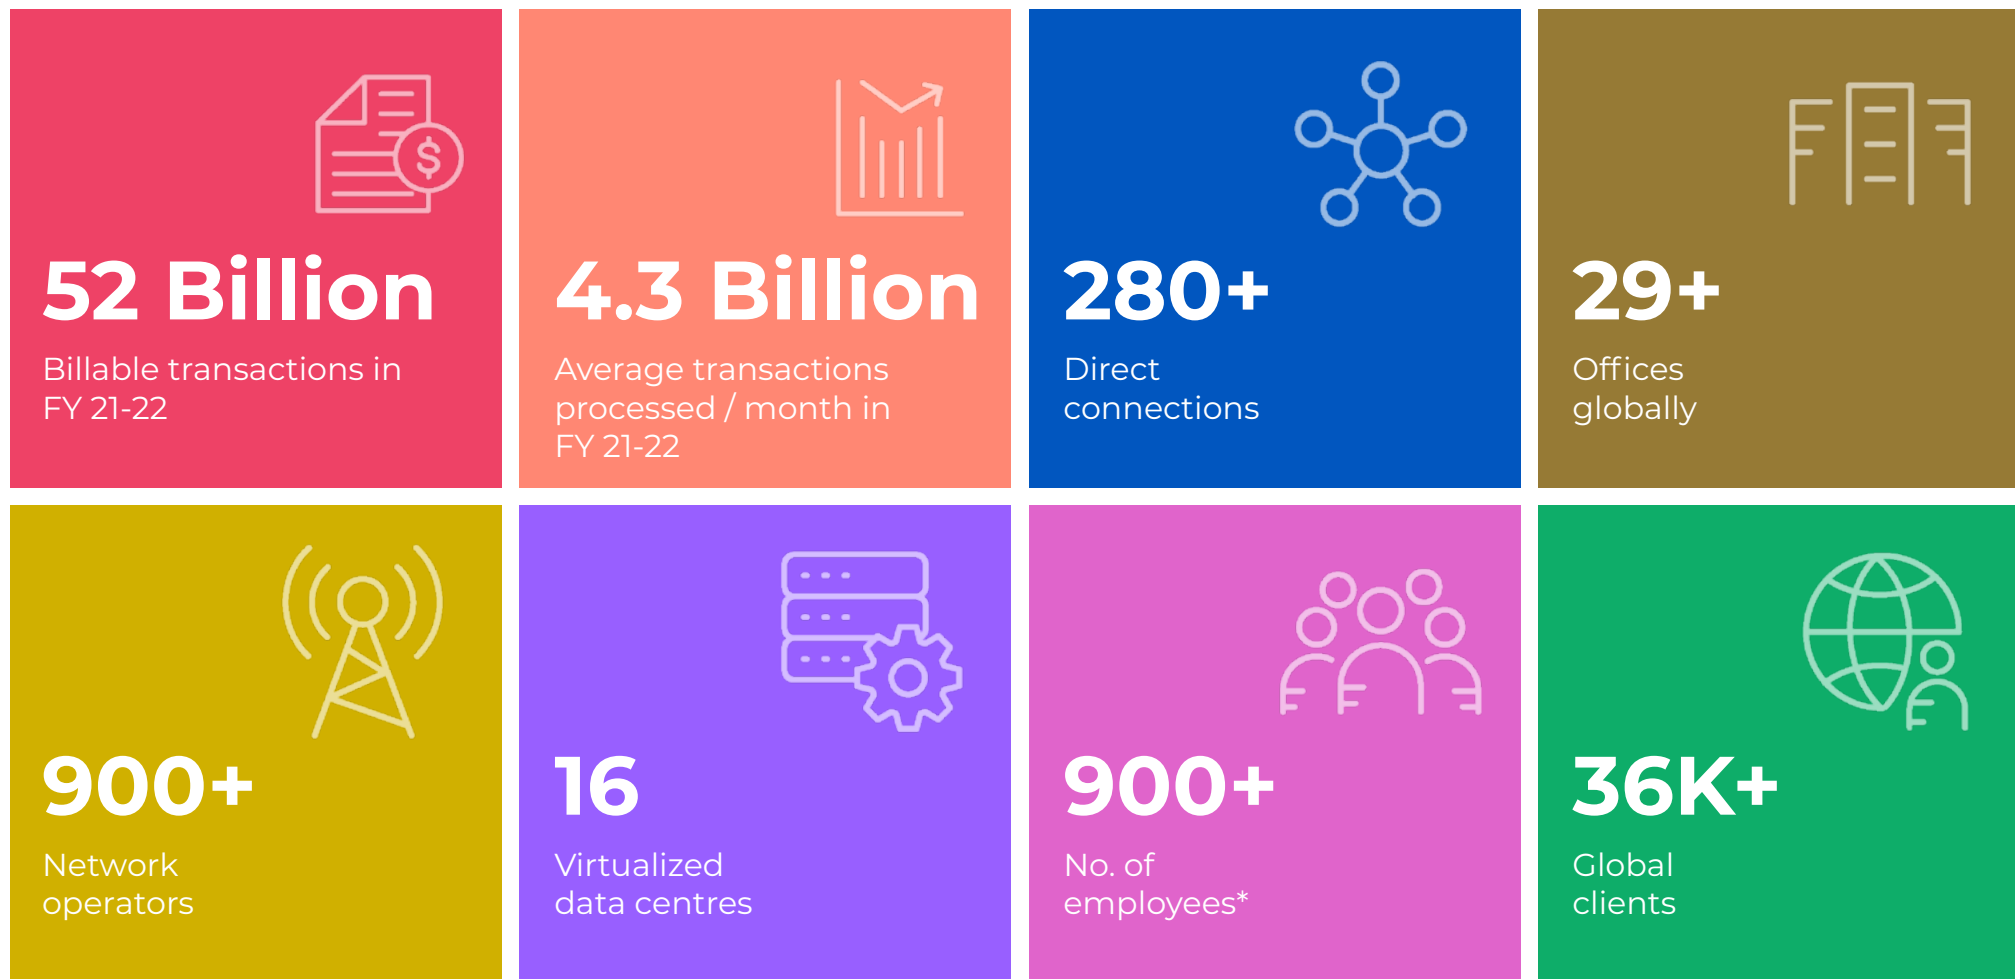 52 Billion
Billable transactions in
FY 21-22
4.3 Billion
Average transactions
processed / month in
FY 21-22
280+
Direct
connections
29+
Offices
globally
900+
Network
operators
16
Virtualized
data centres
900+
No. of
employees*
36K+
Global
clients